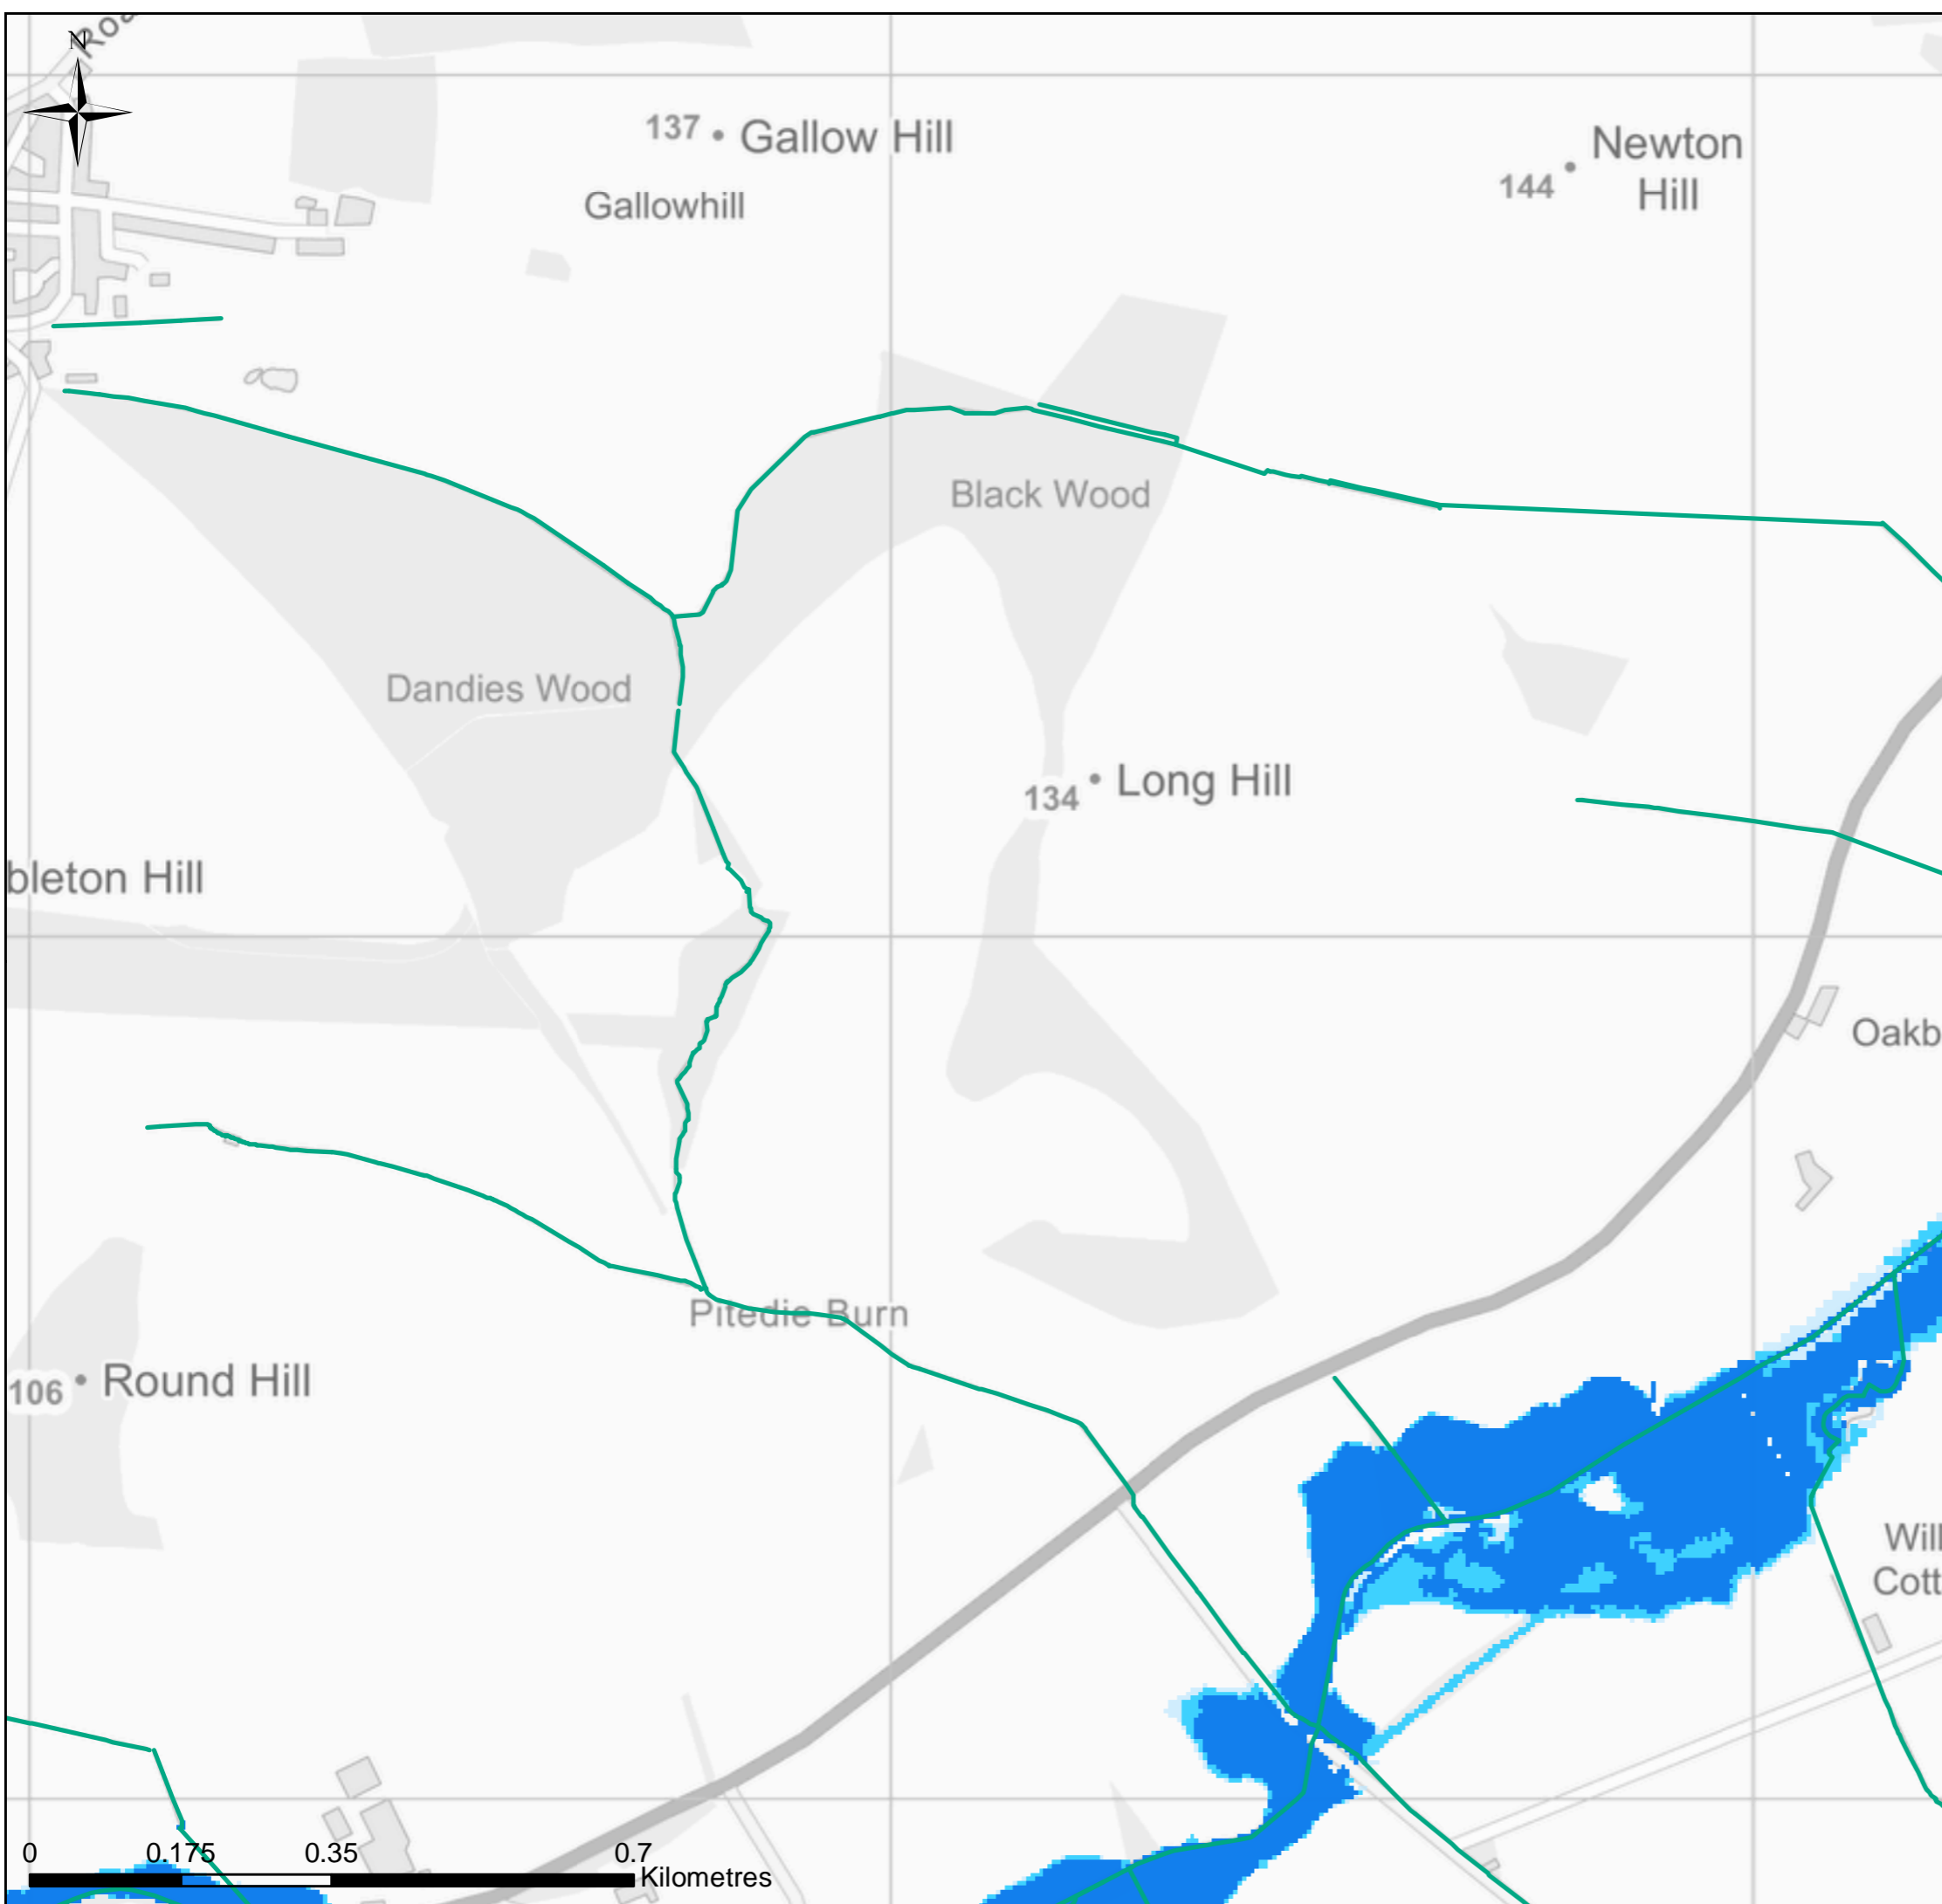 N
137 Gallow Hill
Gallowhill
Newton
144
Hill
Black Wood
Dandies Wood
134 Long Hill
bleton Hill
Oakb
Pitedie Burn
106 Round Hill
Will
Cott
0 0.175 0.35 0.7
Kilometres